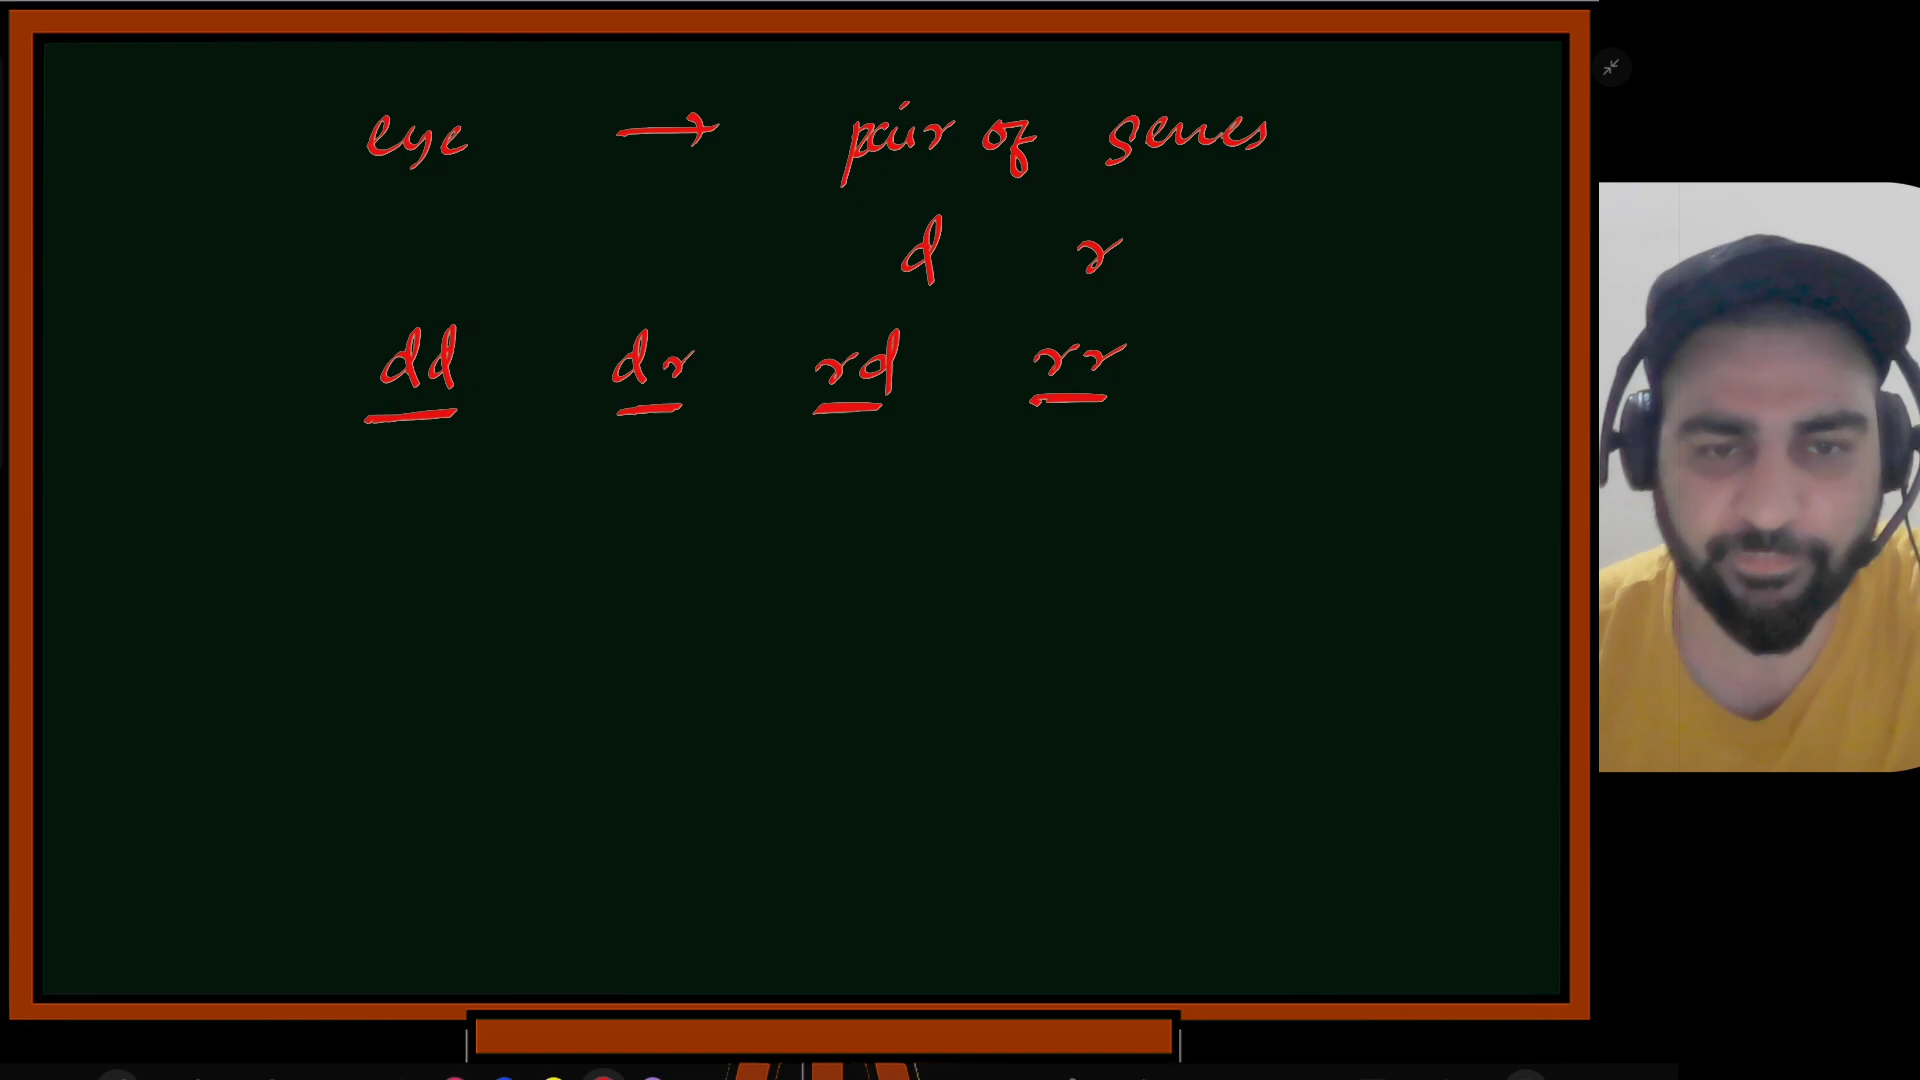 eye → pair of genes
d r
dd dr rd rr